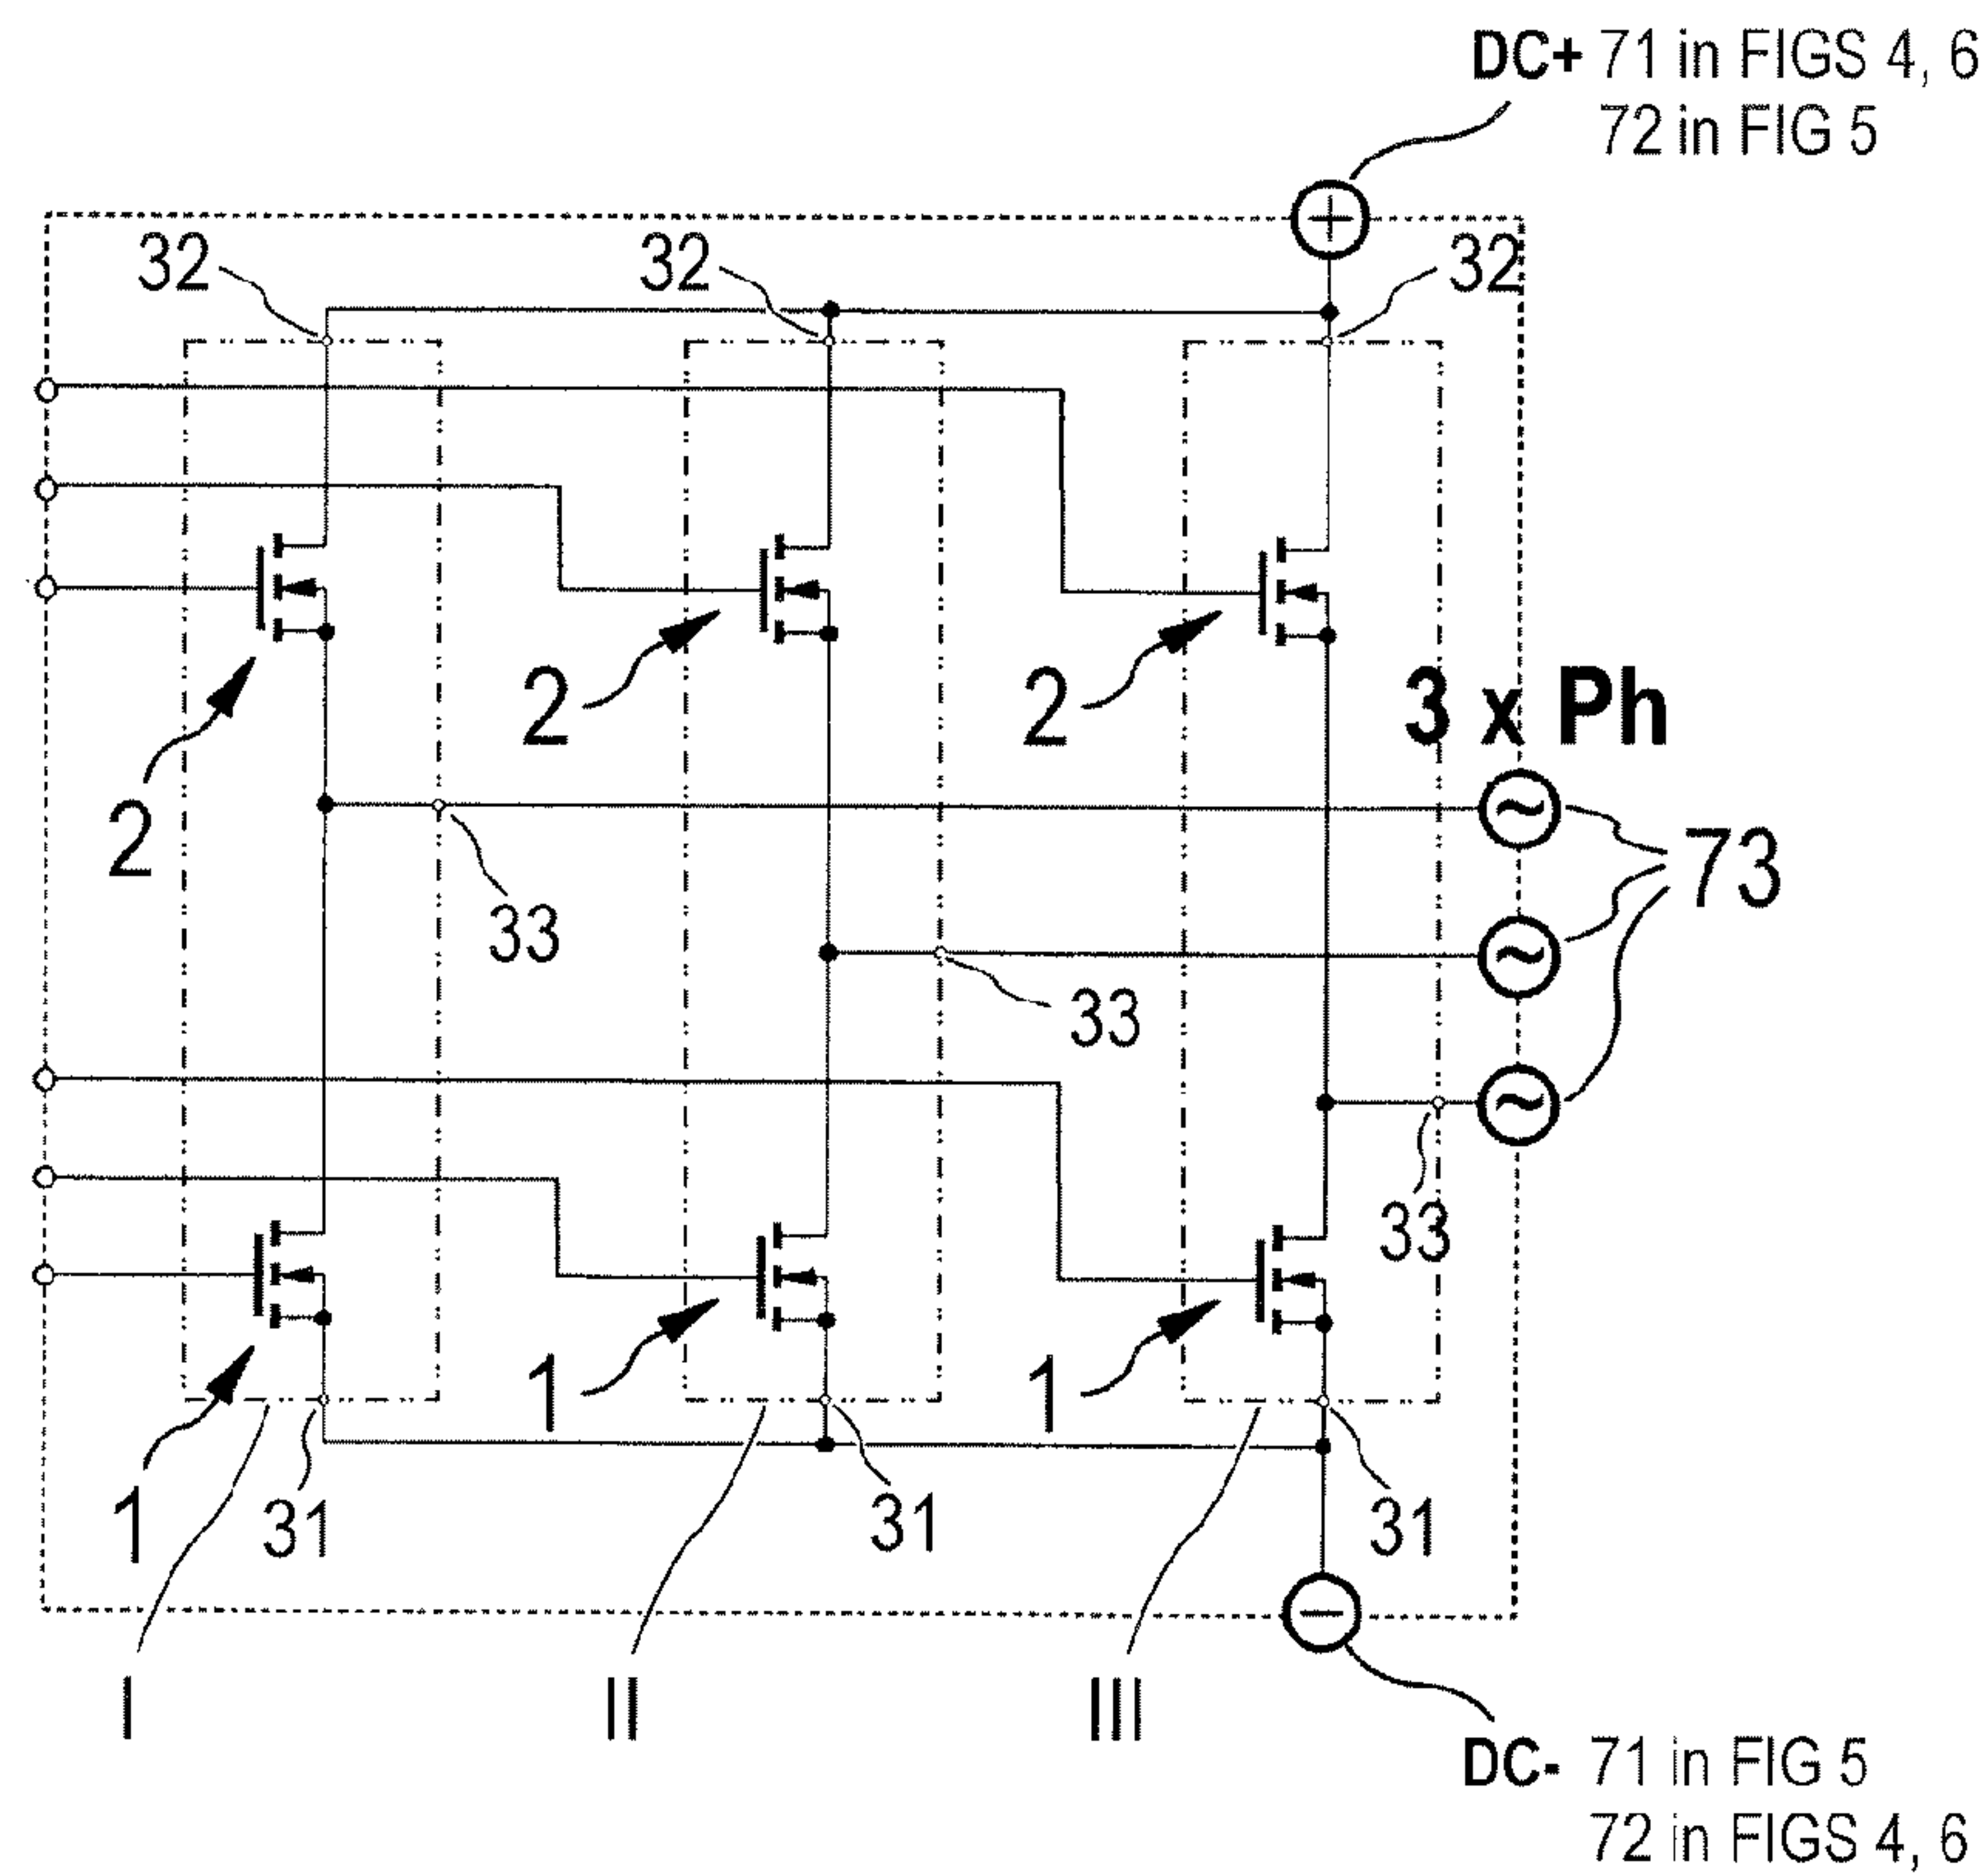 DC+ 71 in FIGS 4, 6
72 in FIG 5
+
32 32 32
2 2 2
3 x Ph
~
73
33
~
33
~
33
1 1 1
31 31 31
−
I II III
DC- 71 in FIG 5
72 in FIGS 4, 6